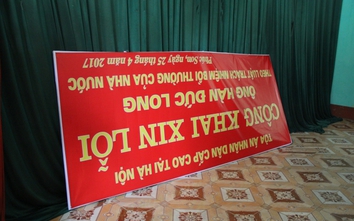 TÒA ÁN NHÂN DÂN CẤP CAO TẠI HÀ NỘI
CÔNG KHAI XIN LỖI
ÔNG HÀN ĐỨC LONG
THEO LUẬT TRÁCH NHIỆM BỒI THƯỜNG CỦA NHÀ NƯỚC
Phúc Sơn, ngày 25 tháng 4 năm 2017